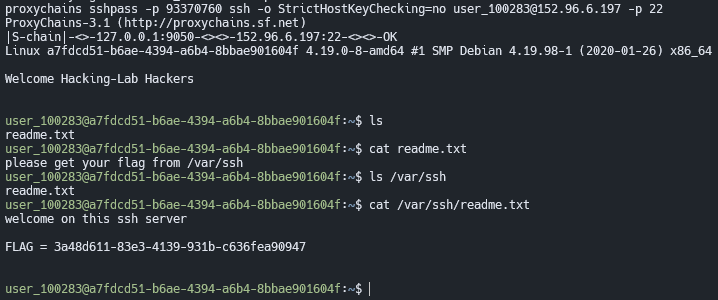 proxychains sshpass -p 93370760 ssh -o StrictHostKeyChecking=no user_100283@152.96.6.197 -p 22
ProxyChains-3.1 (http://proxychains.sf.net)
|S-chain|-<>-127.0.0.1:9050-<><>-152.96.6.197:22-<><>-OK
Linux a7fdcd51-b6ae-4394-a6b4-8bbae901604f 4.19.0-8-amd64 #1 SMP Debian 4.19.98-1 (2020-01-26) x86_64
Welcome Hacking-Lab Hackers
user_100283@a7fdcd51-b6ae-4394-a6b4-8bbae901604f:~$ ls
readme.txt
user_100283@a7fdcd51-b6ae-4394-a6b4-8bbae901604f:~$ cat readme.txt
please get your flag from /var/ssh
user_100283@a7fdcd51-b6ae-4394-a6b4-8bbae901604f:~$ ls /var/ssh
readme.txt
user_100283@a7fdcd51-b6ae-4394-a6b4-8bbae901604f:~$ cat /var/ssh/readme.txt
welcome on this ssh server
FLAG = 3a48d611-83e3-4139-931b-c636fea90947
user_100283@a7fdcd51-b6ae-4394-a6b4-8bbae901604f:~$